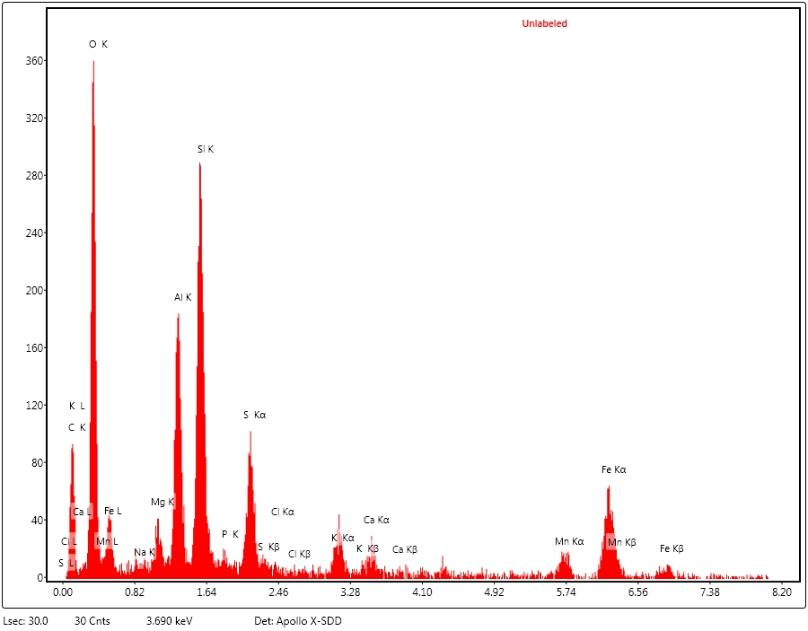 Unlabeled
O K
360
320
280
240
200
160
120
80
40
0
Si K
Al K
K L
C K
S Kα
Fe Kα
Ca L
Fe L
Mg K
Cl Kα
Ca Kα
Cl L
Mn L
Na K
P K
S Kβ
Cl Kβ
K Kα
K Kβ
Ca Kβ
Mn Kα
Mn Kβ
Fe Kβ
S L
0.00 0.82 1.64 2.46 3.28 4.10 4.92 5.74 6.56 7.38 8.20
Lsec: 30.0 30 Cnts 3.690 keV Det: Apollo X-SDD